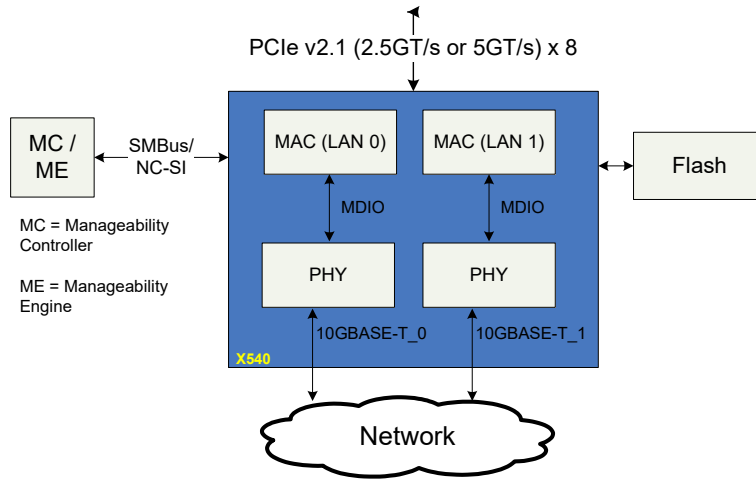 PCIe v2.1 (2.5GT/s or 5GT/s) x 8
MC /
ME
SMBus/
NC-SI
MAC (LAN 0)
MAC (LAN 1)
Flash
MDIO
MDIO
MC = Manageability
Controller
ME = Manageability
Engine
PHY
PHY
10GBASE-T_0
10GBASE-T_1
X540
Network